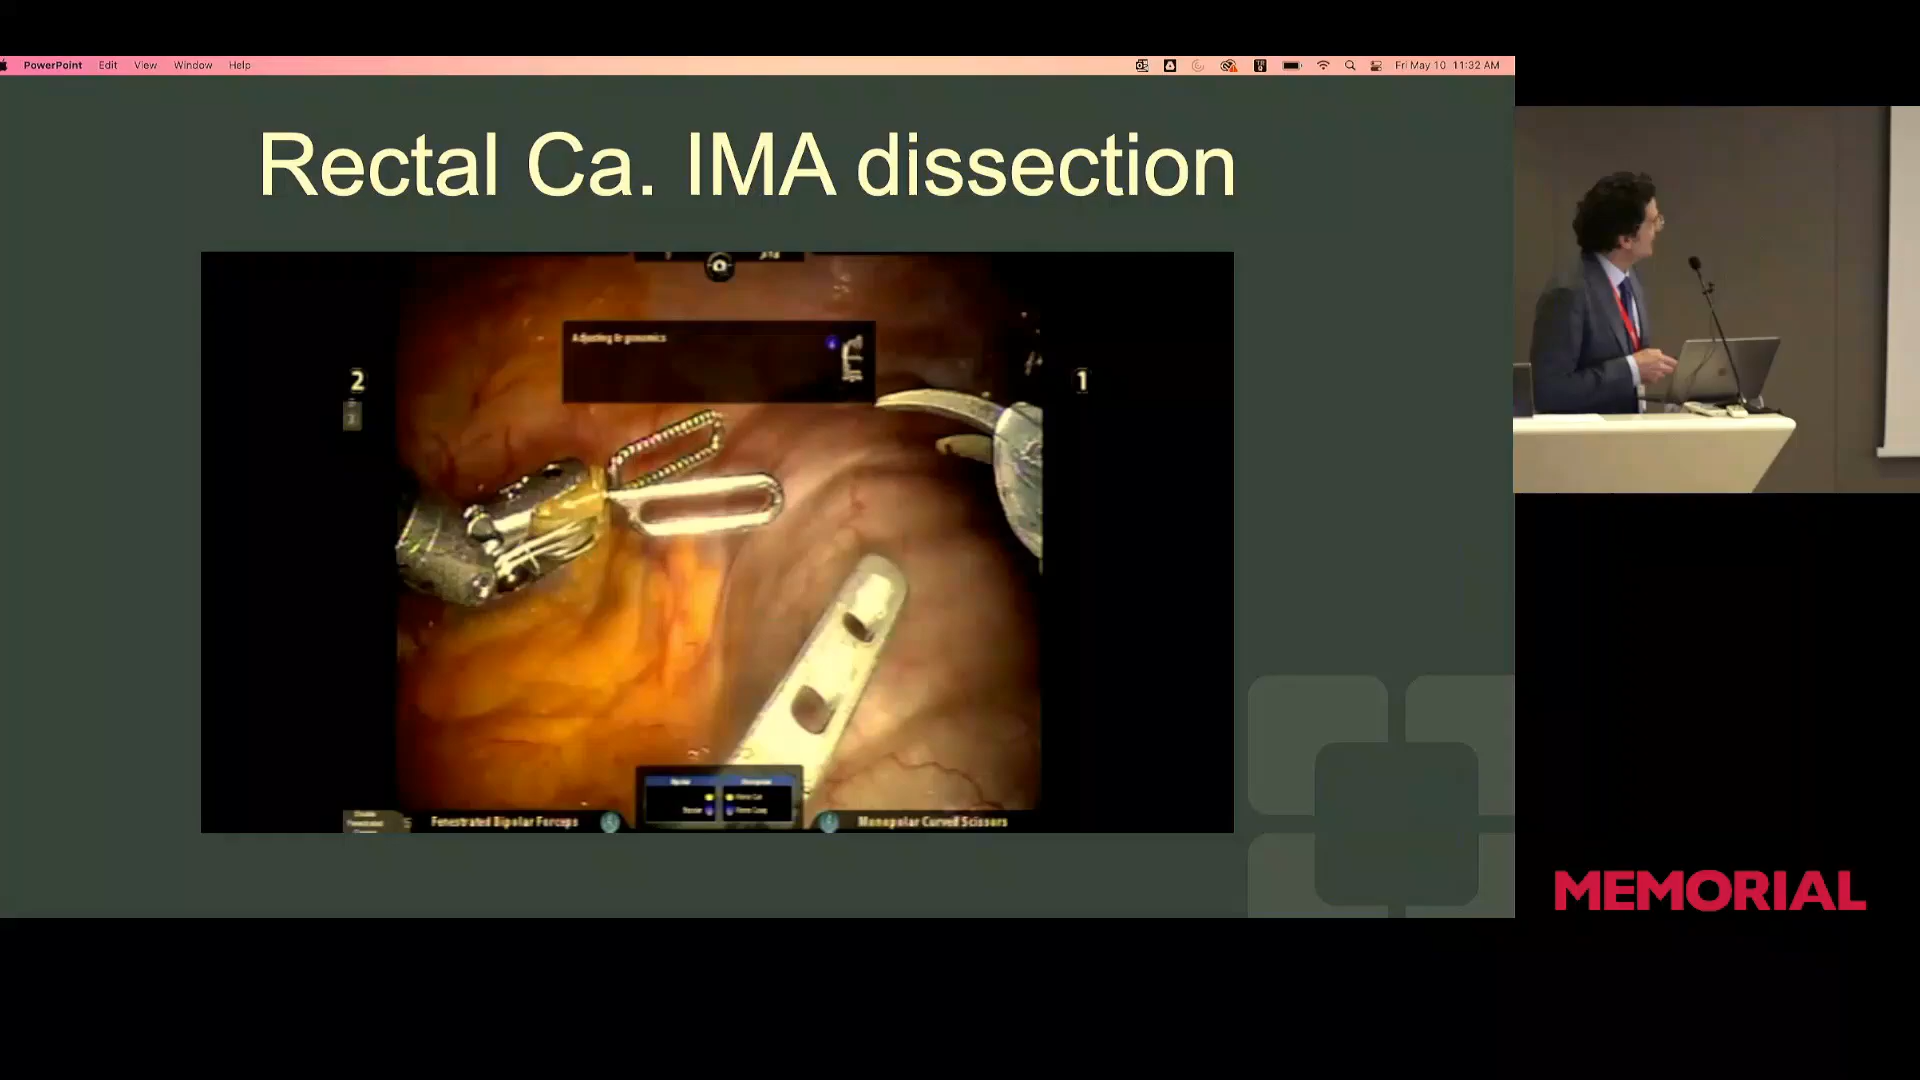 PowerPoint Edit View Window Help Fri May 10 11:32 AM
Rectal Ca. IMA dissection
Adjusting Ergonomics
2 1
Fenestrated Bipolar Forceps Monopolar Curved Scissors
MEMORIAL